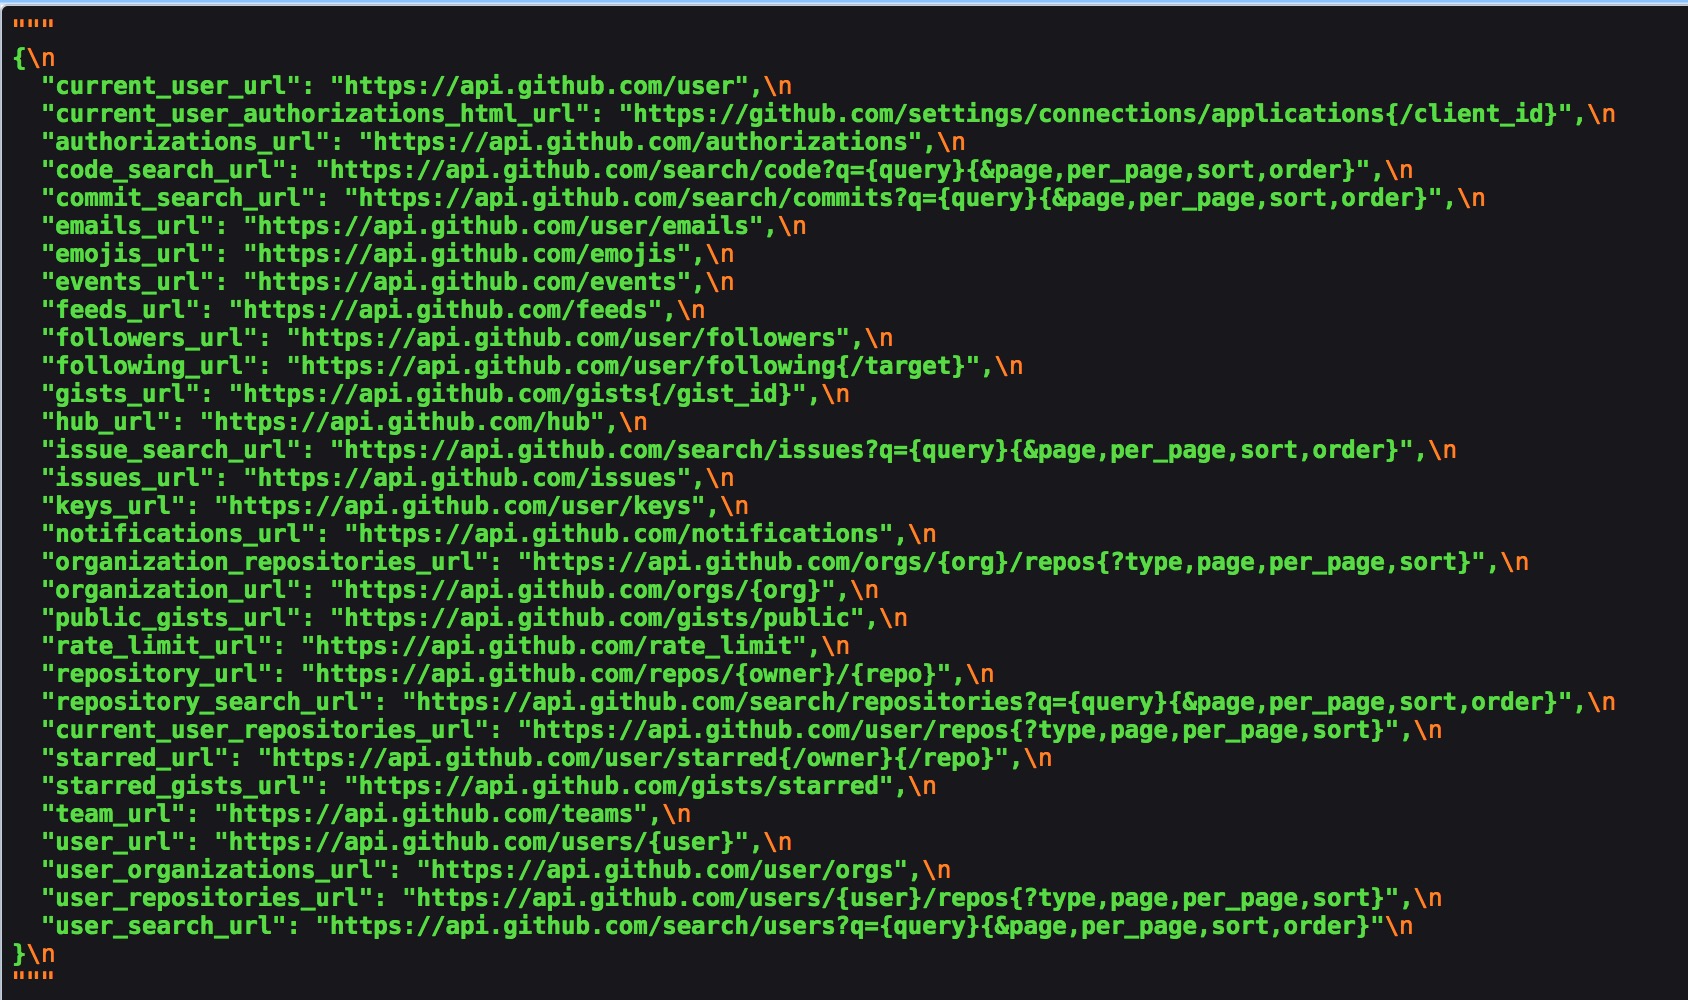 """
{\n
  "current_user_url": "https://api.github.com/user",\n
  "current_user_authorizations_html_url": "https://github.com/settings/connections/applications{/client_id}",\n
  "authorizations_url": "https://api.github.com/authorizations",\n
  "code_search_url": "https://api.github.com/search/code?q={query}{&page,per_page,sort,order}",\n
  "commit_search_url": "https://api.github.com/search/commits?q={query}{&page,per_page,sort,order}",\n
  "emails_url": "https://api.github.com/user/emails",\n
  "emojis_url": "https://api.github.com/emojis",\n
  "events_url": "https://api.github.com/events",\n
  "feeds_url": "https://api.github.com/feeds",\n
  "followers_url": "https://api.github.com/user/followers",\n
  "following_url": "https://api.github.com/user/following{/target}",\n
  "gists_url": "https://api.github.com/gists{/gist_id}",\n
  "hub_url": "https://api.github.com/hub",\n
  "issue_search_url": "https://api.github.com/search/issues?q={query}{&page,per_page,sort,order}",\n
  "issues_url": "https://api.github.com/issues",\n
  "keys_url": "https://api.github.com/user/keys",\n
  "notifications_url": "https://api.github.com/notifications",\n
  "organization_repositories_url": "https://api.github.com/orgs/{org}/repos{?type,page,per_page,sort}",\n
  "organization_url": "https://api.github.com/orgs/{org}",\n
  "public_gists_url": "https://api.github.com/gists/public",\n
  "rate_limit_url": "https://api.github.com/rate_limit",\n
  "repository_url": "https://api.github.com/repos/{owner}/{repo}",\n
  "repository_search_url": "https://api.github.com/search/repositories?q={query}{&page,per_page,sort,order}",\n
  "current_user_repositories_url": "https://api.github.com/user/repos{?type,page,per_page,sort}",\n
  "starred_url": "https://api.github.com/user/starred{/owner}{/repo}",\n
  "starred_gists_url": "https://api.github.com/gists/starred",\n
  "team_url": "https://api.github.com/teams",\n
  "user_url": "https://api.github.com/users/{user}",\n
  "user_organizations_url": "https://api.github.com/user/orgs",\n
  "user_repositories_url": "https://api.github.com/users/{user}/repos{?type,page,per_page,sort}",\n
  "user_search_url": "https://api.github.com/search/users?q={query}{&page,per_page,sort,order}"\n
}\n
"""